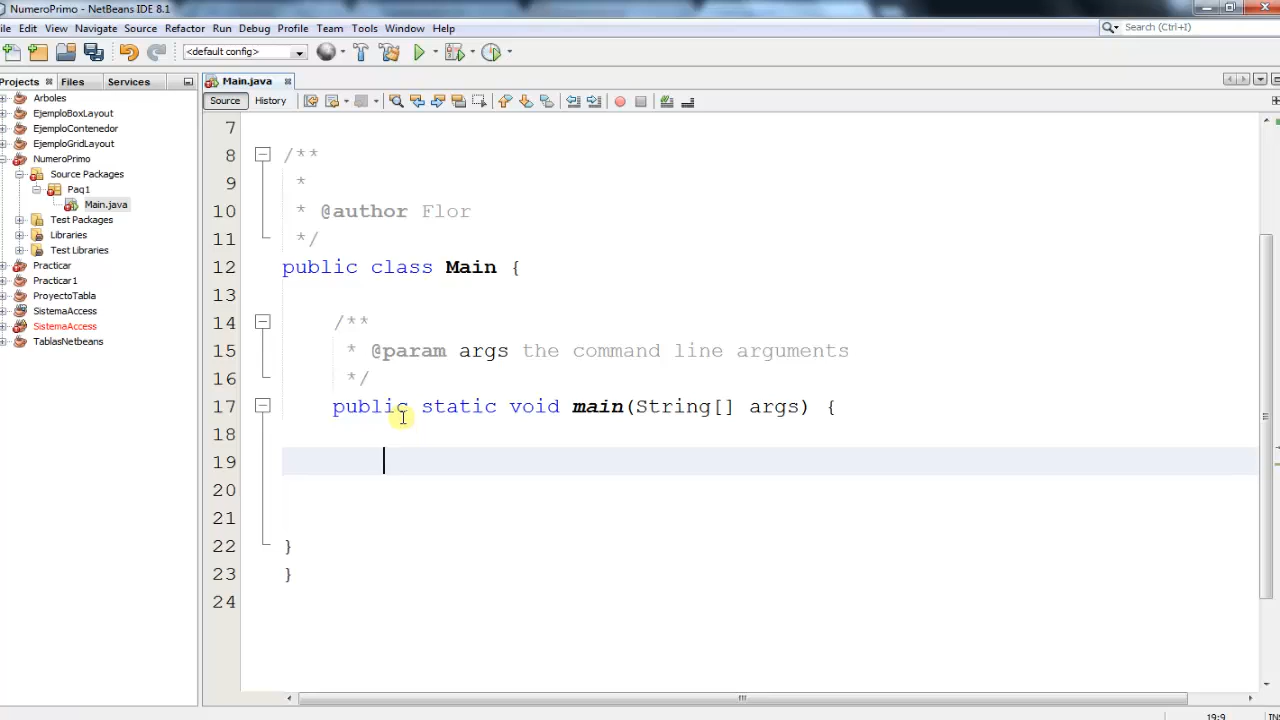 NumeroPrimo - NetBeans IDE 8.1
ile Edit View Navigate Source Refactor Run Debug Profile Team Tools Window Help
Search (Ctrl+I)
<default config>
Projects Files Services
Main.java
Source History
Arboles
EjemploBoxLayout
EjemploContenedor
EjemploGridLayout
NumeroPrimo
Source Packages
Paq1
Main.java
Test Packages
Libraries
Test Libraries
Practicar
Practicar1
ProyectoTabla
SistemaAccess
SistemaAccess
TablasNetbeans
7
8 /**
9 *
10 * @author Flor
11 */
12 public class Main {
13
14 /**
15 * @param args the command line arguments
16 */
17 public static void main(String[] args) {
18
19
20
21
22 }
23 }
24
19:9 INS